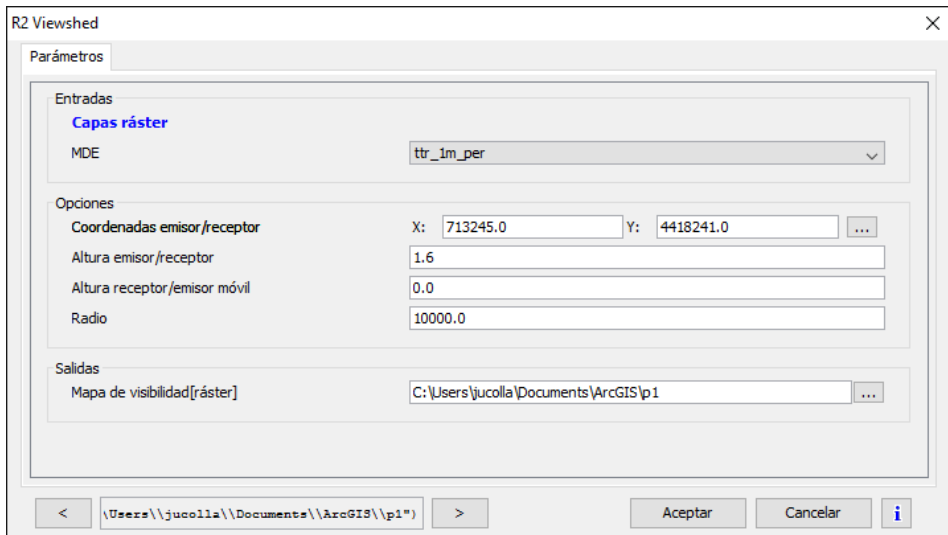 R2 Viewshed
Parámetros
Entradas
Capas ráster
MDE ttr_1m_per
Opciones
Coordenadas emisor/receptor X: 713245.0 Y: 4418241.0 ...
Altura emisor/receptor 1.6
Altura receptor/emisor móvil 0.0
Radio 10000.0
Salidas
Mapa de visibilidad[ráster] C:\Users\jucolla\Documents\ArcGIS\p1 ...
< \Users\\jucolla\\Documents\\ArcGIS\\p1") > Aceptar Cancelar i